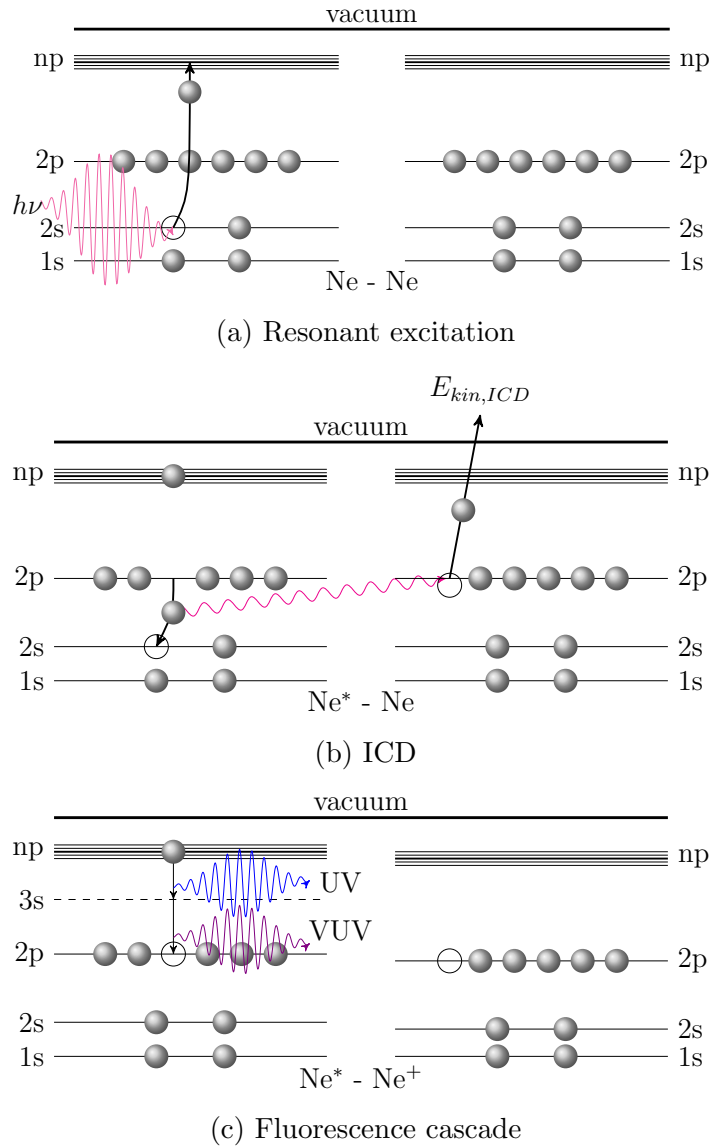 vacuum
np np
2p 2p
hν
2s 2s
1s 1s
Ne - Ne
(a) Resonant excitation
E_{kin,ICD}
vacuum
np np
2p 2p
2s 2s
1s 1s
Ne* - Ne
(b) ICD
vacuum
np np
UV
3s
VUV
2p 2p
2s 2s
1s 1s
Ne* - Ne⁺
(c) Fluorescence cascade